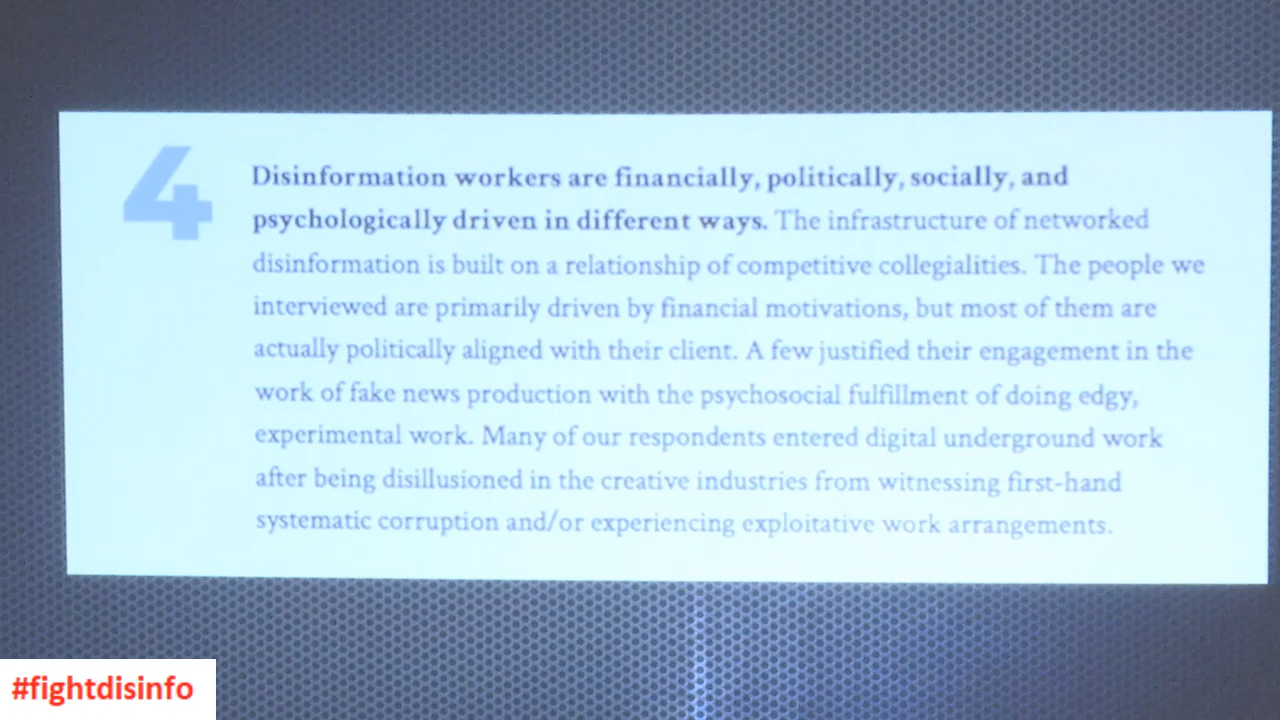 4
Disinformation workers are financially, politically, socially, and
psychologically driven in different ways. The infrastructure of networked
disinformation is built on a relationship of competitive collegialities. The people we
interviewed are primarily driven by financial motivations, but most of them are
actually politically aligned with their client. A few justified their engagement in the
work of fake news production with the psychosocial fulfillment of doing edgy,
experimental work. Many of our respondents entered digital underground work
after being disillusioned in the creative industries from witnessing first-hand
systematic corruption and/or experiencing exploitative work arrangements.
#fightdisinfo